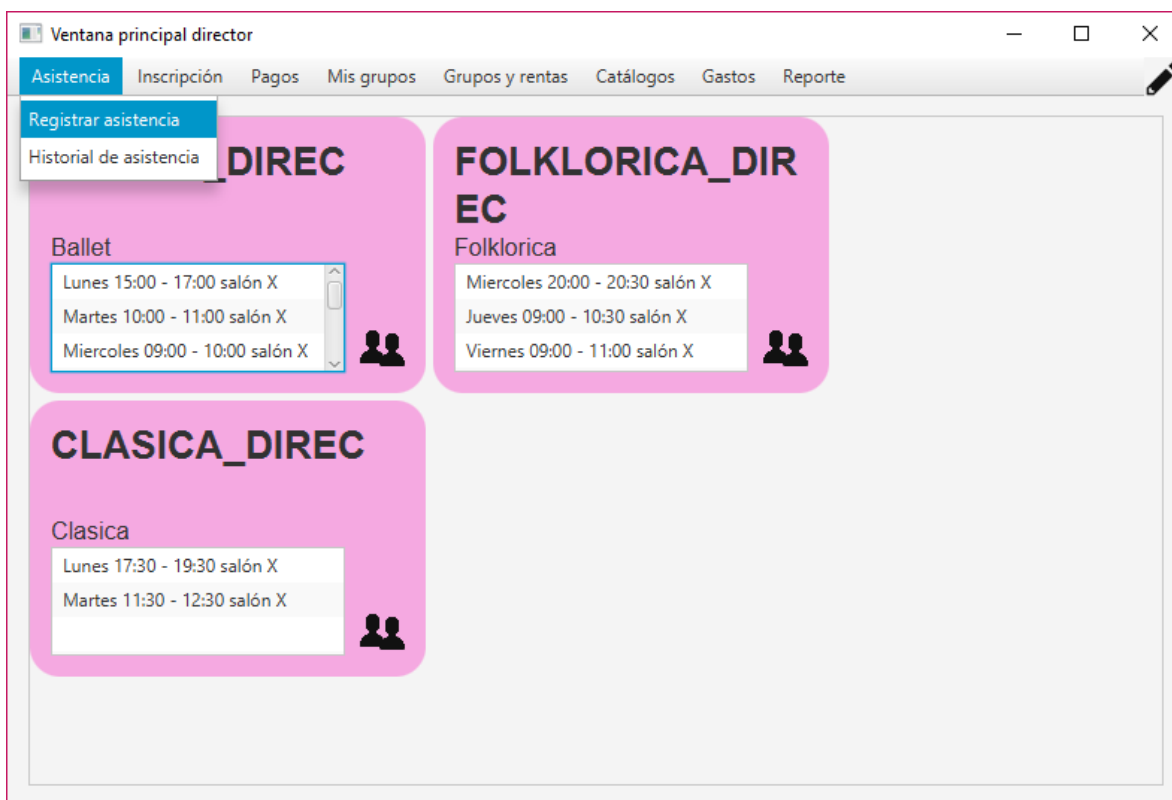 Ventana principal director
Asistencia Inscripción Pagos Mis grupos Grupos y rentas Catálogos Gastos Reporte
Registrar asistencia
Historial de asistencia
_DIREC
Ballet
Lunes 15:00 - 17:00 salón X
Martes 10:00 - 11:00 salón X
Miercoles 09:00 - 10:00 salón X
FOLKLORICA_DIR
EC
Folklorica
Miercoles 20:00 - 20:30 salón X
Jueves 09:00 - 10:30 salón X
Viernes 09:00 - 11:00 salón X
CLASICA_DIREC
Clasica
Lunes 17:30 - 19:30 salón X
Martes 11:30 - 12:30 salón X